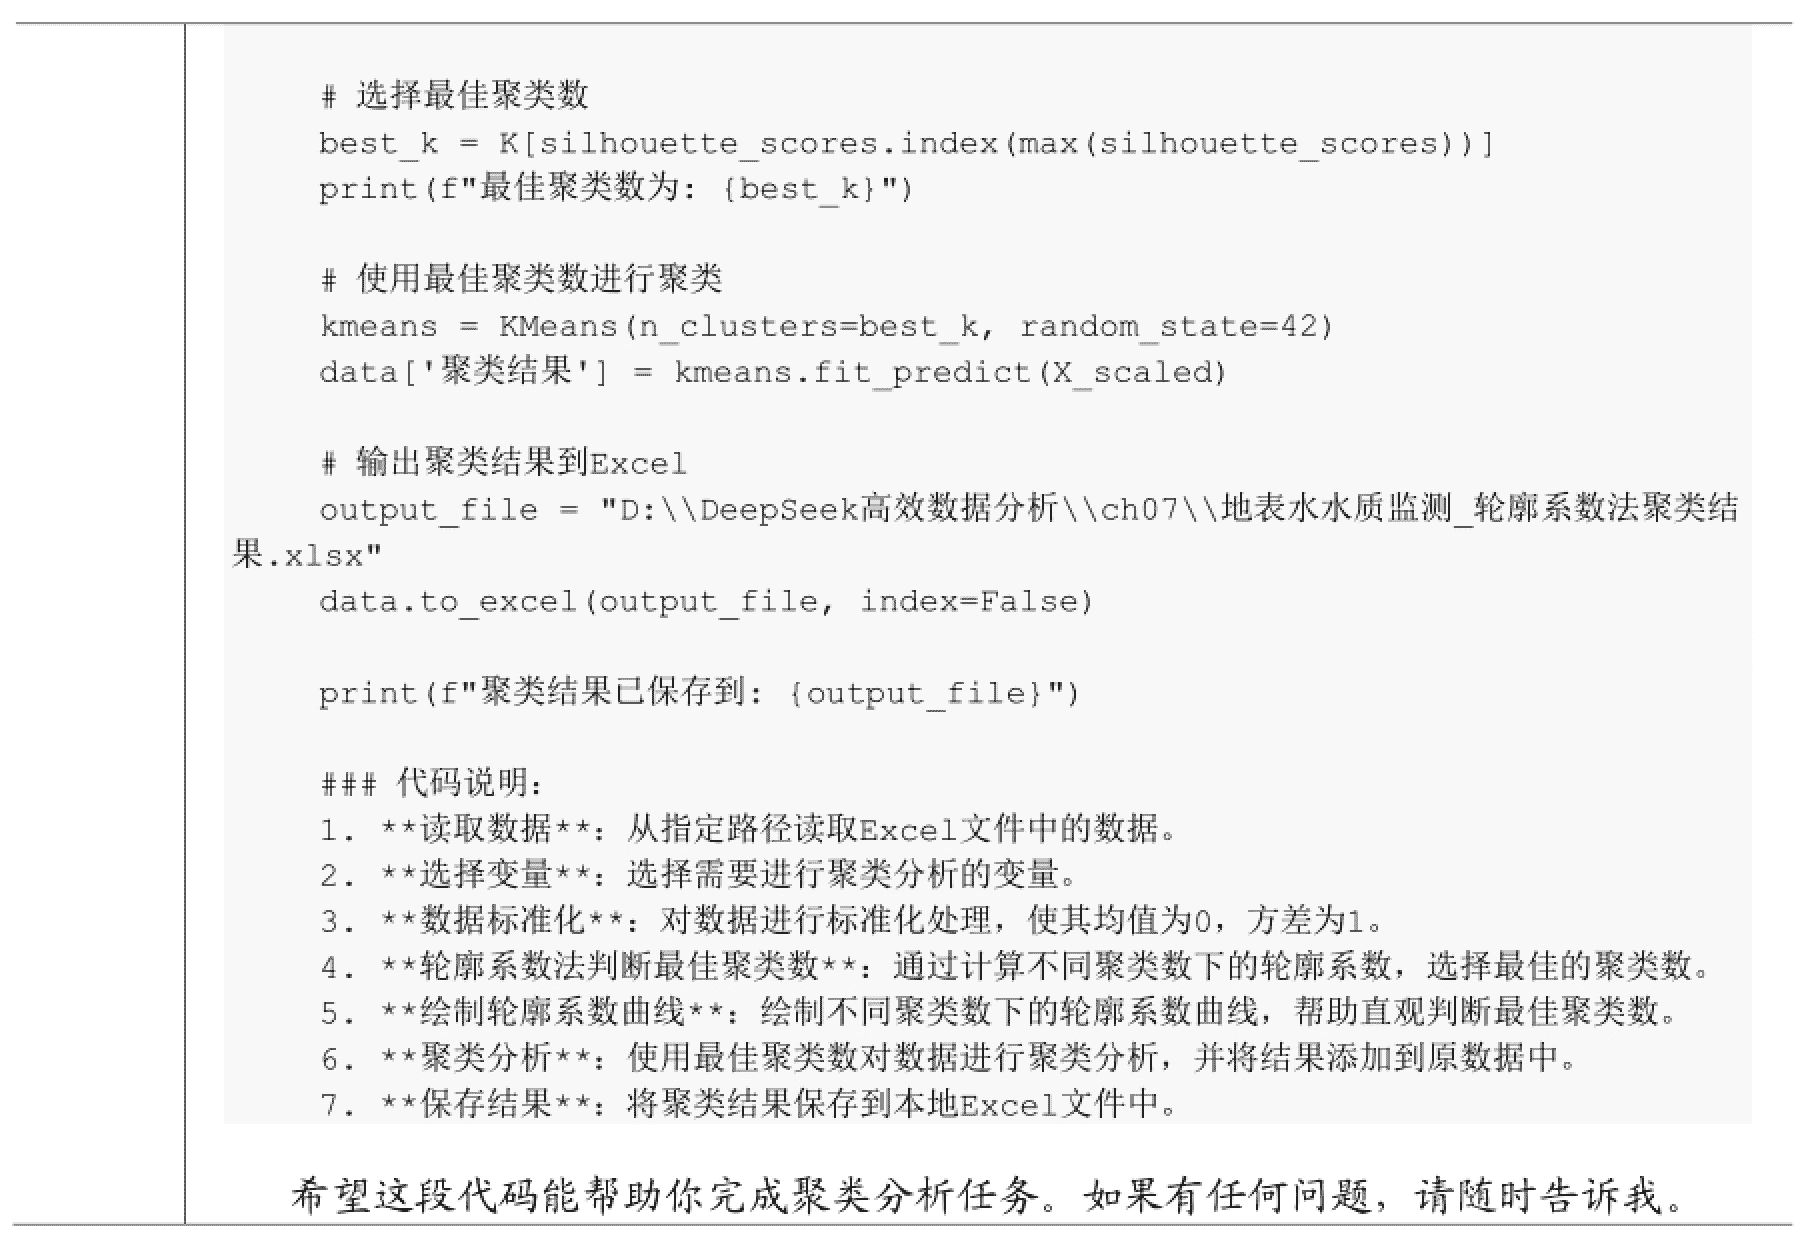 # 选择最佳聚类数
best_k = K[silhouette_scores.index(max(silhouette_scores))]
print(f"最佳聚类数为: {best_k}")
# 使用最佳聚类数进行聚类
kmeans = KMeans(n_clusters=best_k, random_state=42)
data['聚类结果'] = kmeans.fit_predict(X_scaled)
# 输出聚类结果到Excel
output_file = "D:\\DeepSeek高效数据分析\\ch07\\地表水水质监测_轮廓系数法聚类结
果.xlsx"
data.to_excel(output_file, index=False)
print(f"聚类结果已保存到: {output_file}")
### 代码说明:
1. **读取数据**: 从指定路径读取Excel文件中的数据。
2. **选择变量**: 选择需要进行聚类分析的变量。
3. **数据标准化**: 对数据进行标准化处理，使其均值为0，方差为1。
4. **轮廓系数法判断最佳聚类数**: 通过计算不同聚类数下的轮廓系数，选择最佳的聚类数。
5. **绘制轮廓系数曲线**: 绘制不同聚类数下的轮廓系数曲线，帮助直观判断最佳聚类数。
6. **聚类分析**: 使用最佳聚类数对数据进行聚类分析，并将结果添加到原数据中。
7. **保存结果**: 将聚类结果保存到本地Excel文件中。
希望这段代码能帮助你完成聚类分析任务。如果有任何问题，请随时告诉我。